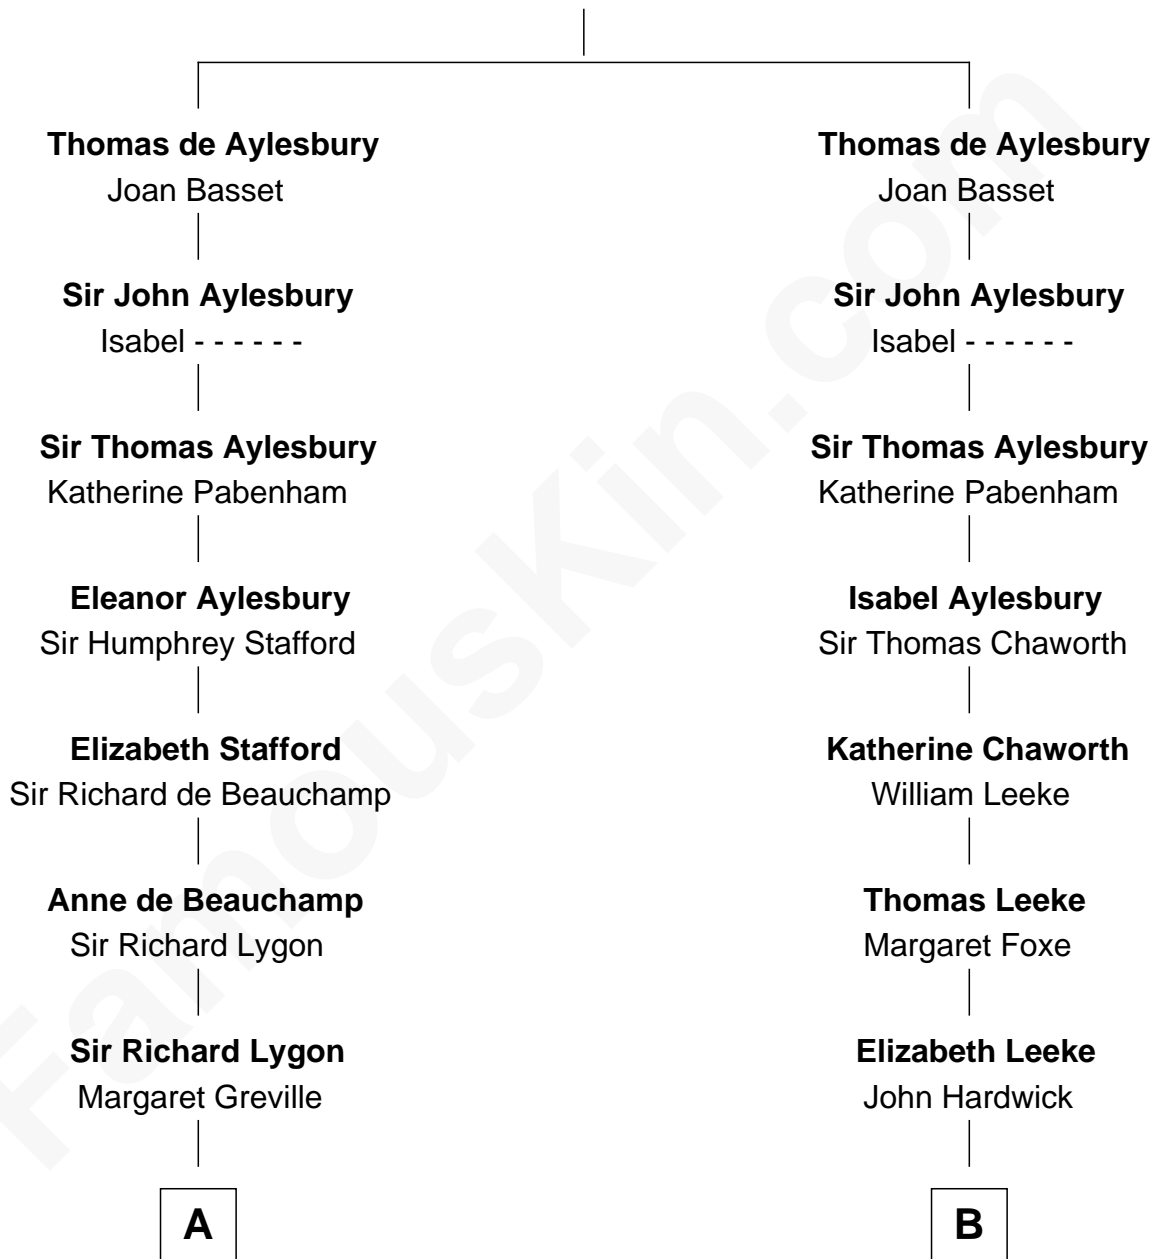 Thomas de Aylesbury
Joan Basset
Sir John Aylesbury
Isabel - - - - - -
Sir Thomas Aylesbury
Katherine Pabenham
Eleanor Aylesbury
Sir Humphrey Stafford
Elizabeth Stafford
Sir Richard de Beauchamp
Anne de Beauchamp
Sir Richard Lygon
Sir Richard Lygon
Margaret Greville
A
Thomas de Aylesbury
Joan Basset
Sir John Aylesbury
Isabel - - - - - -
Sir Thomas Aylesbury
Katherine Pabenham
Isabel Aylesbury
Sir Thomas Chaworth
Katherine Chaworth
William Leeke
Thomas Leeke
Margaret Foxe
Elizabeth Leeke
John Hardwick
B
FamousKin.com